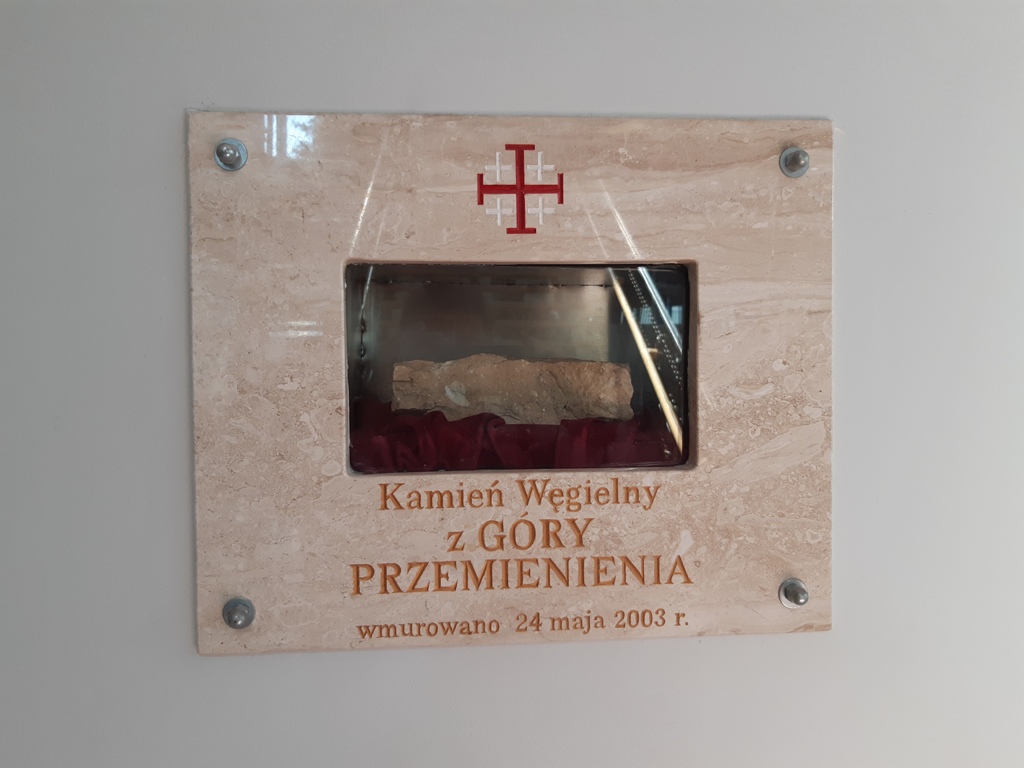 Kamień Węgielny
z GÓRY
PRZEMIENIENIA
wmurowano 24 maja 2003 r.